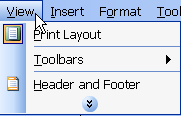 View Insert Format Tool
Print Layout
Toolbars
Header and Footer